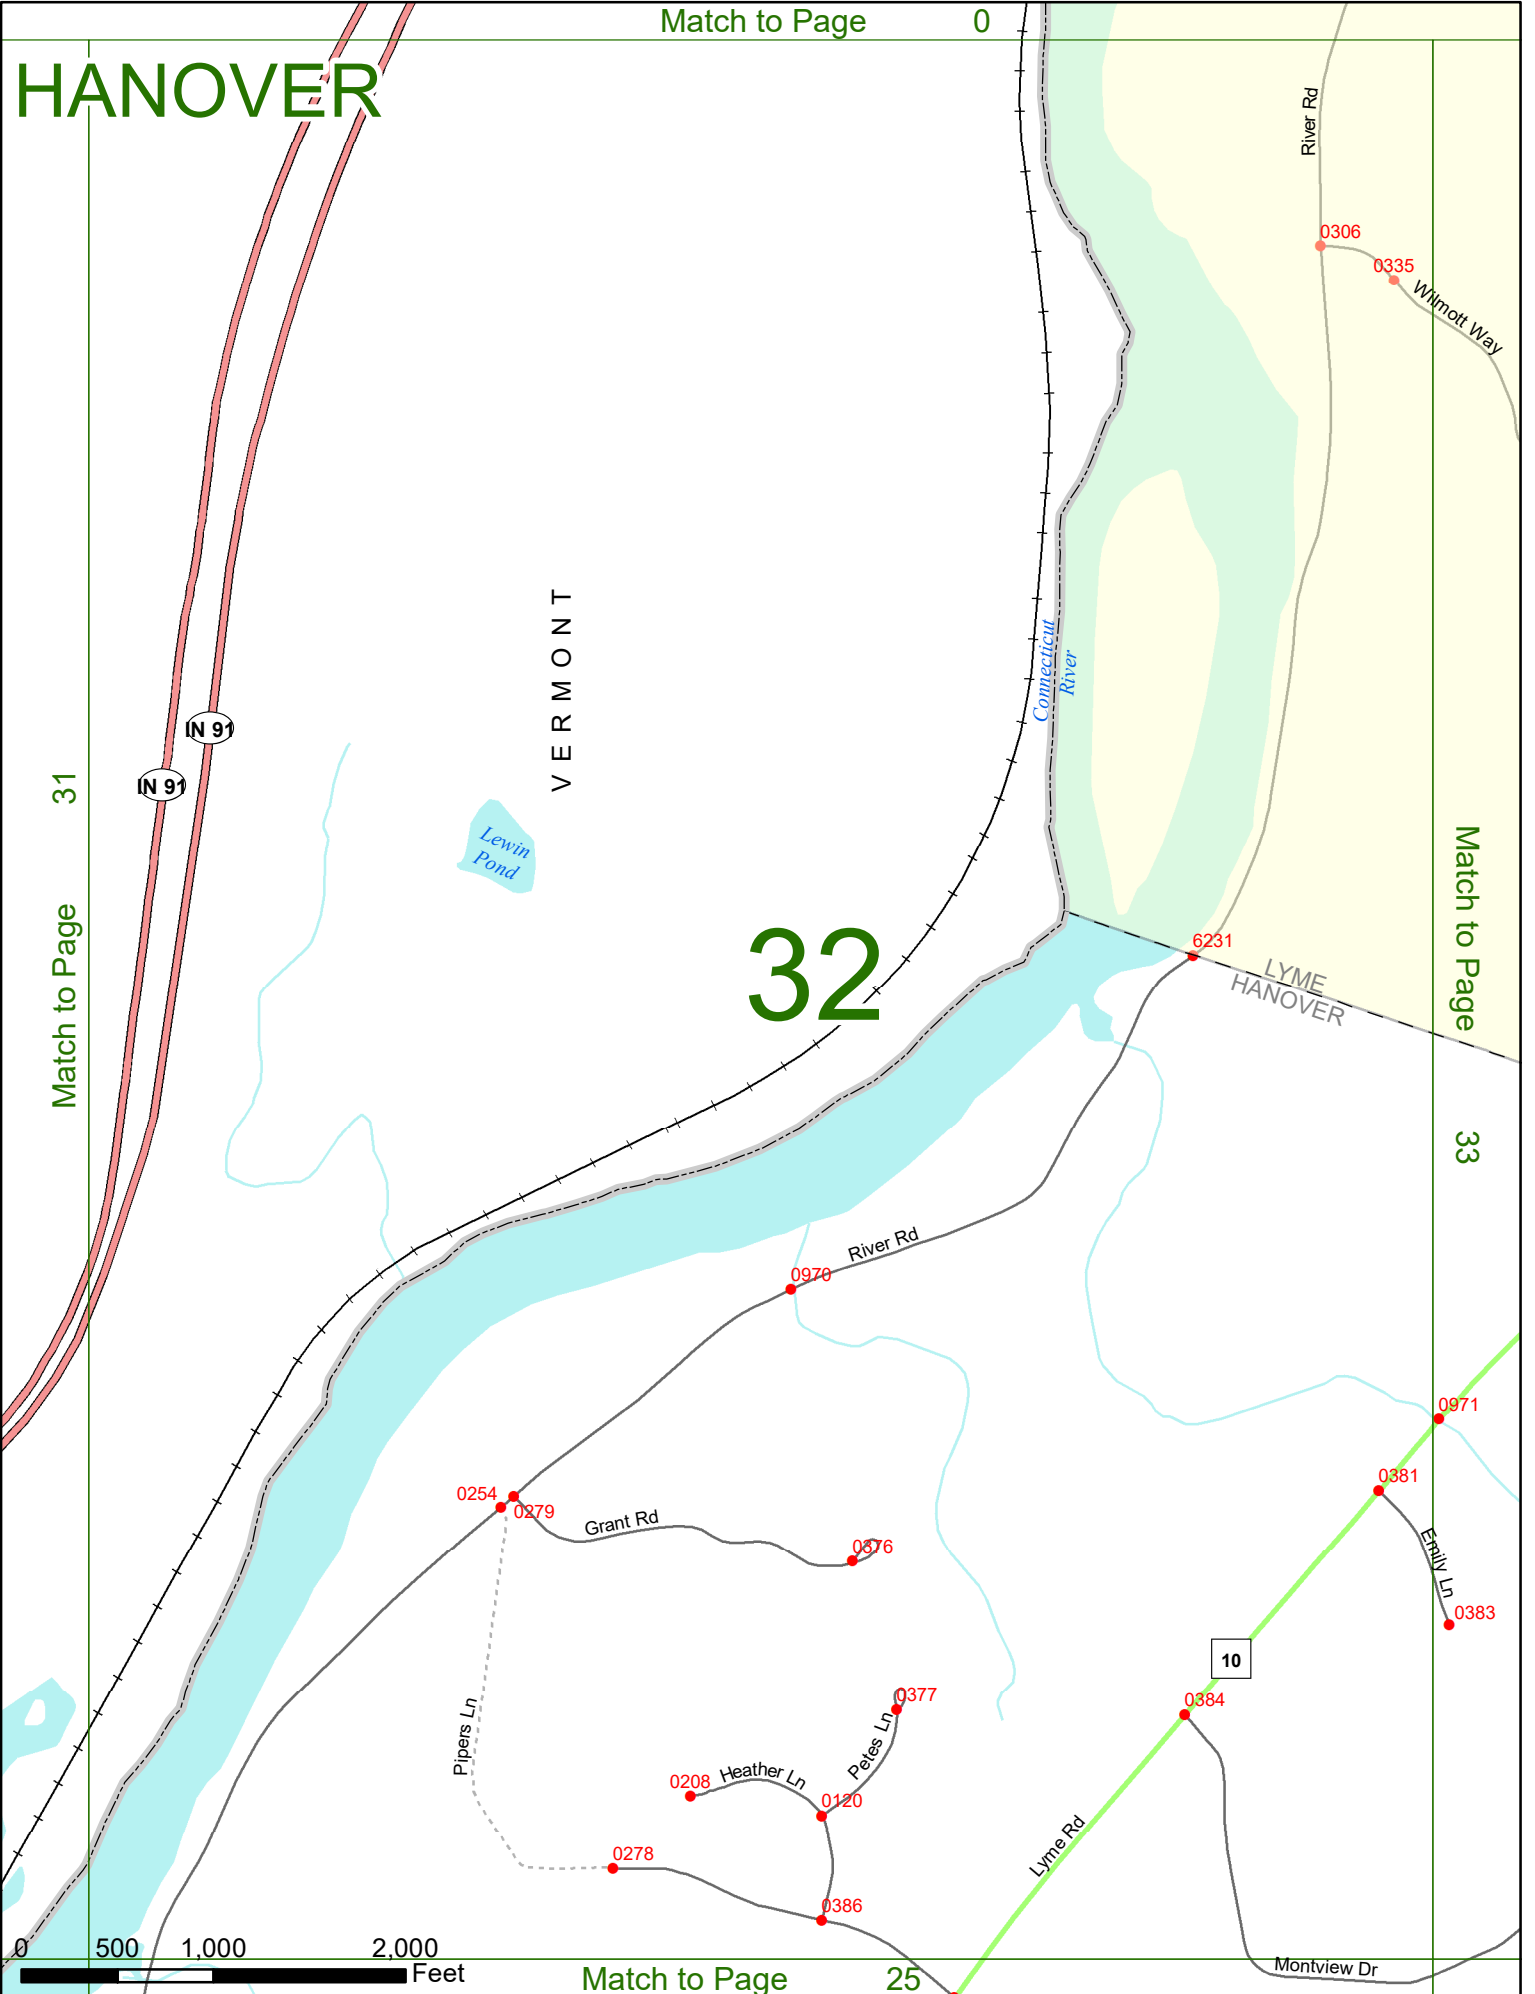 Match to Page 0
HANOVER
River Rd
0306
0335
Wilmott Way
VERMONT
Connecticut
River
IN 91
IN 91
31
Match to Page
Lewin
Pond
32
Match to Page
33
6231
LYME
HANOVER
River Rd
0970
0971
0381
0254
0279
Grant Rd
0376
Emily Ln
0383
10
0384
0377
Pipers Ln
Petes Ln
0208
Heather Ln
0120
Lyme Rd
0278
0386
0 500 1,000 2,000
Feet
Match to Page 25
Montview Dr